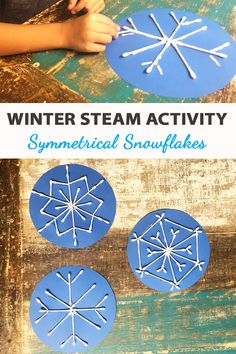 WINTER STEAM ACTIVITY
Symmetrical Snowflakes